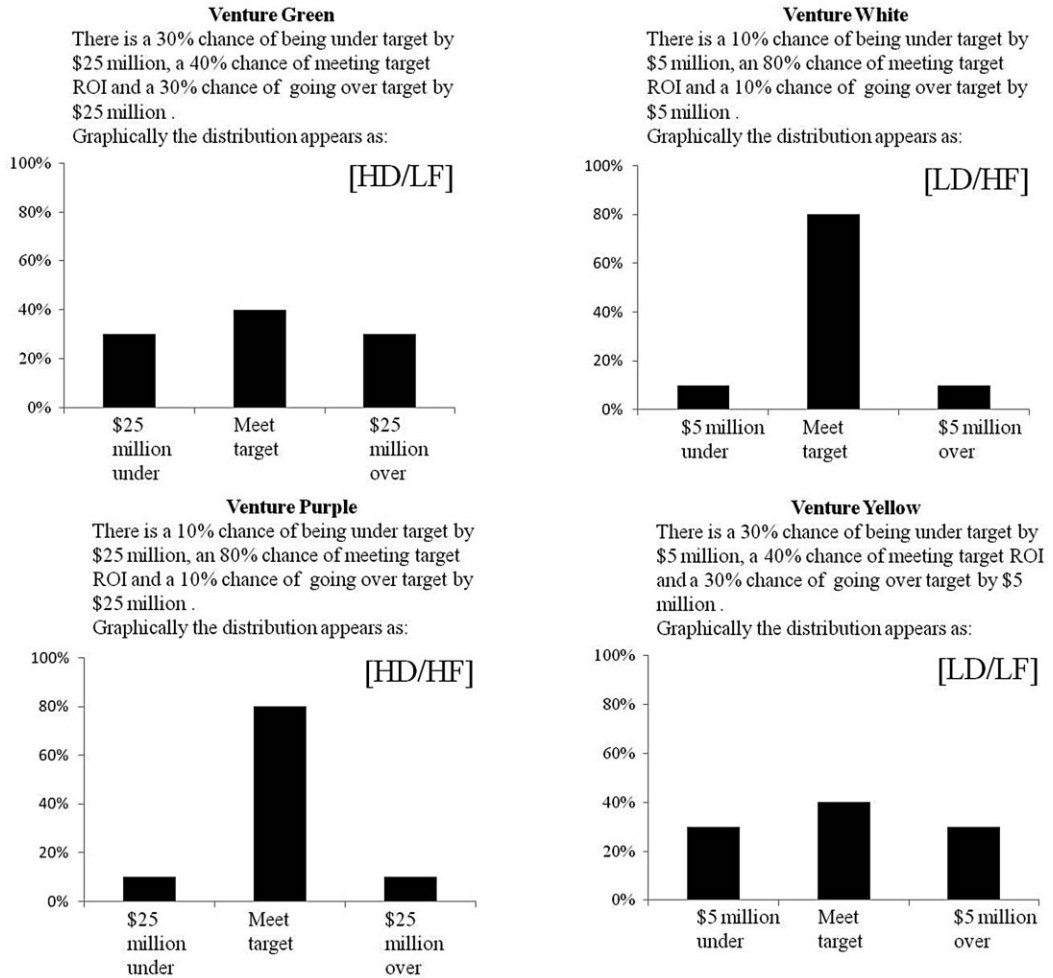 Venture Green
There is a 30% chance of being under target by
$25 million, a 40% chance of meeting target
ROI and a 30% chance of going over target by
$25 million .
Graphically the distribution appears as:
[HD/LF]
100%
80%
60%
40%
20%
0%
$25 million under
Meet target
$25 million over
Venture White
There is a 10% chance of being under target by
$5 million, an 80% chance of meeting target
ROI and a 10% chance of going over target by
$5 million .
Graphically the distribution appears as:
[LD/HF]
100%
80%
60%
40%
20%
0%
$5 million under
Meet target
$5 million over
Venture Purple
There is a 10% chance of being under target by
$25 million, an 80% chance of meeting target
ROI and a 10% chance of going over target by
$25 million .
Graphically the distribution appears as:
[HD/HF]
100%
80%
60%
40%
20%
0%
$25 million under
Meet target
$25 million over
Venture Yellow
There is a 30% chance of being under target by
$5 million, a 40% chance of meeting target ROI
and a 30% chance of going over target by $5
million .
Graphically the distribution appears as:
[LD/LF]
100%
80%
60%
40%
20%
0%
$5 million under
Meet target
$5 million over